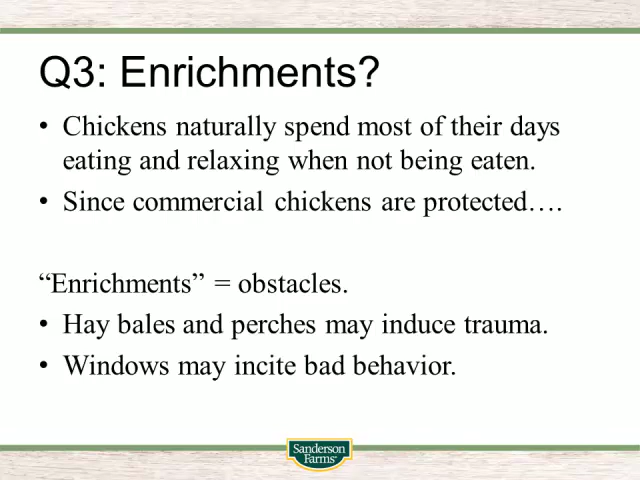 Q3: Enrichments?
• Chickens naturally spend most of their days
eating and relaxing when not being eaten.
• Since commercial chickens are protected….
“Enrichments” = obstacles.
• Hay bales and perches may induce trauma.
• Windows may incite bad behavior.
Sanderson
Farms®